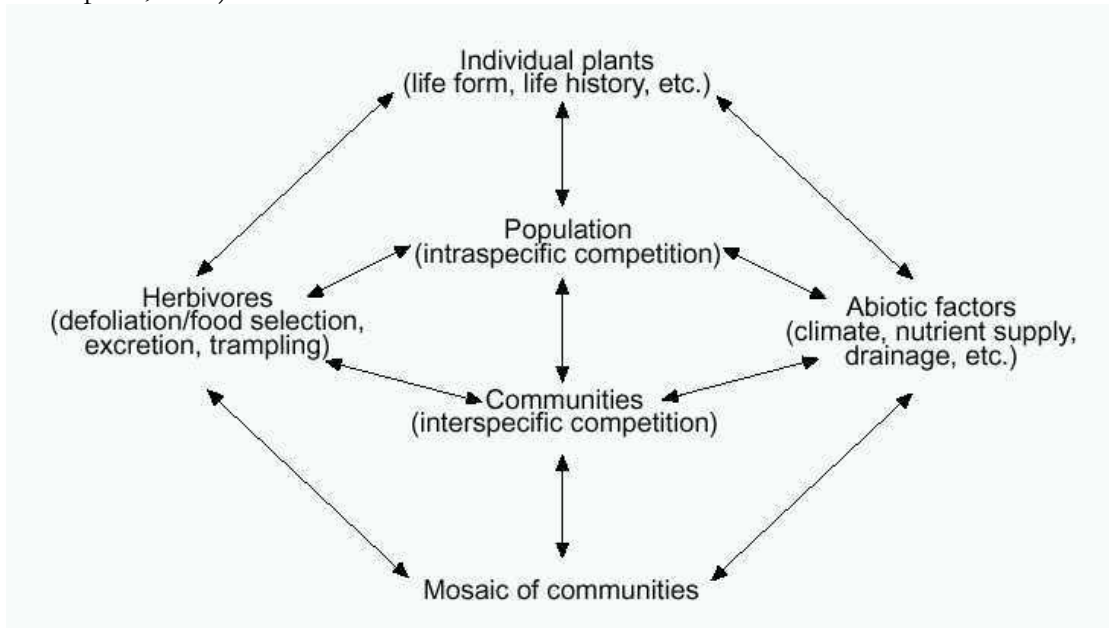 Individual plants
(life form, life history, etc.)
Population
(intraspecific competition)
Herbivores
(defoliation/food selection,
excretion, trampling)
Abiotic factors
(climate, nutrient supply,
drainage, etc.)
Communities
(interspecific competition)
Mosaic of communities